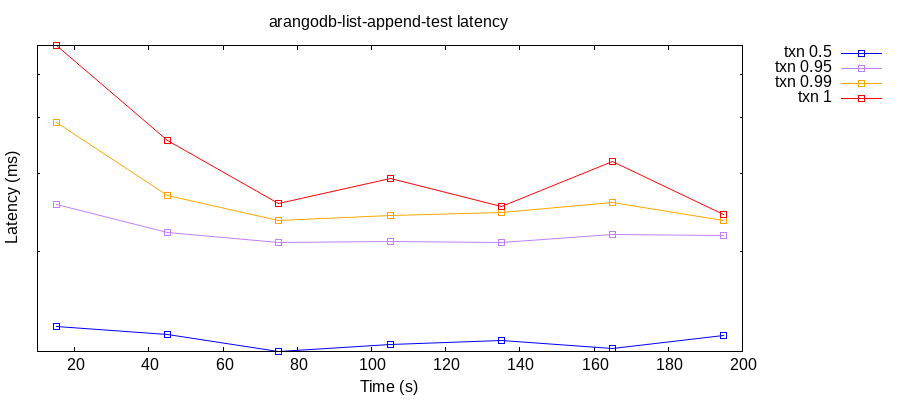 arangodb-list-append-test latency
txn 0.5
txn 0.95
txn 0.99
txn 1
Latency (ms)
20 40 60 80 100 120 140 160 180 200
Time (s)